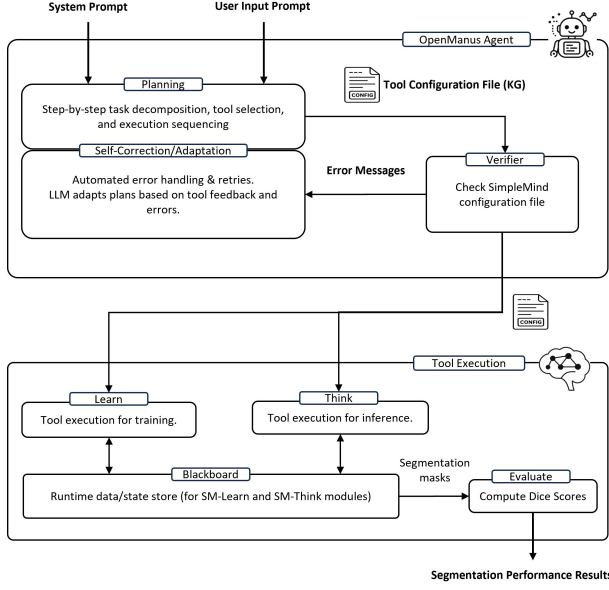 System Prompt
User Input Prompt
OpenManus Agent
Planning
Step-by-step task decomposition, tool selection,
and execution sequencing
CONFIG
Tool Configuration File (KG)
Self-Correction/Adaptation
Automated error handling & retries.
LLM adapts plans based on tool feedback and
errors.
Error Messages
Verifier
Check SimpleMind
configuration file
CONFIG
Tool Execution
Learn
Tool execution for training.
Think
Tool execution for inference.
Blackboard
Runtime data/state store (for SM-Learn and SM-Think modules)
Segmentation
masks
Evaluate
Compute Dice Scores
Segmentation Performance Results